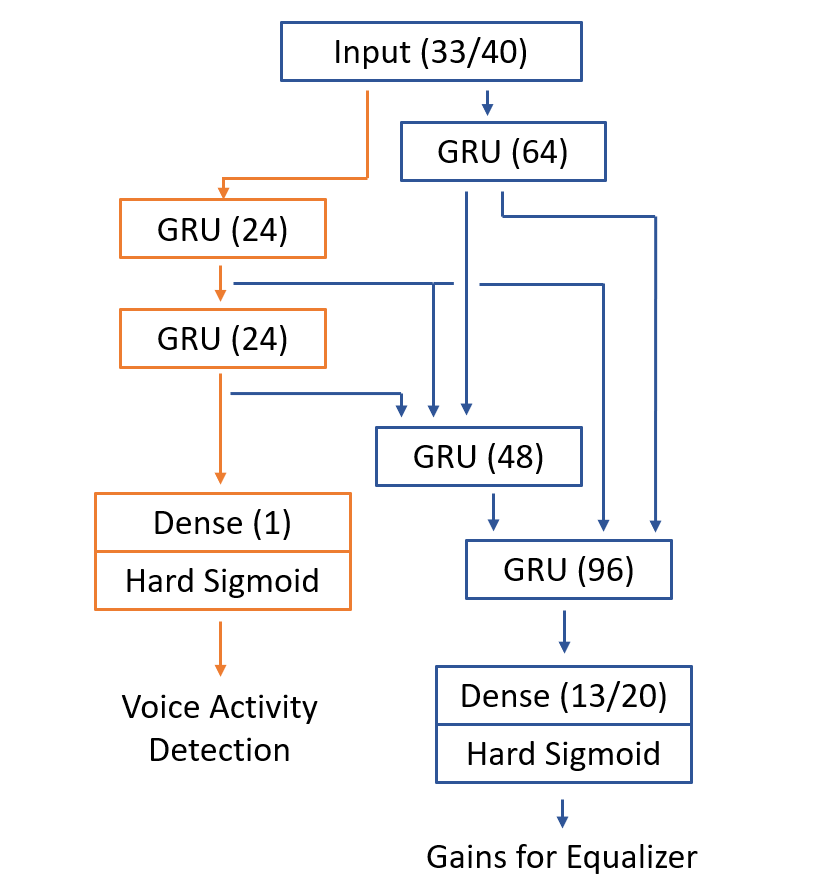 Input (33/40)
GRU (64)
GRU (24)
GRU (24)
GRU (48)
Dense (1)
Hard Sigmoid
GRU (96)
Voice Activity
Detection
Dense (13/20)
Hard Sigmoid
Gains for Equalizer